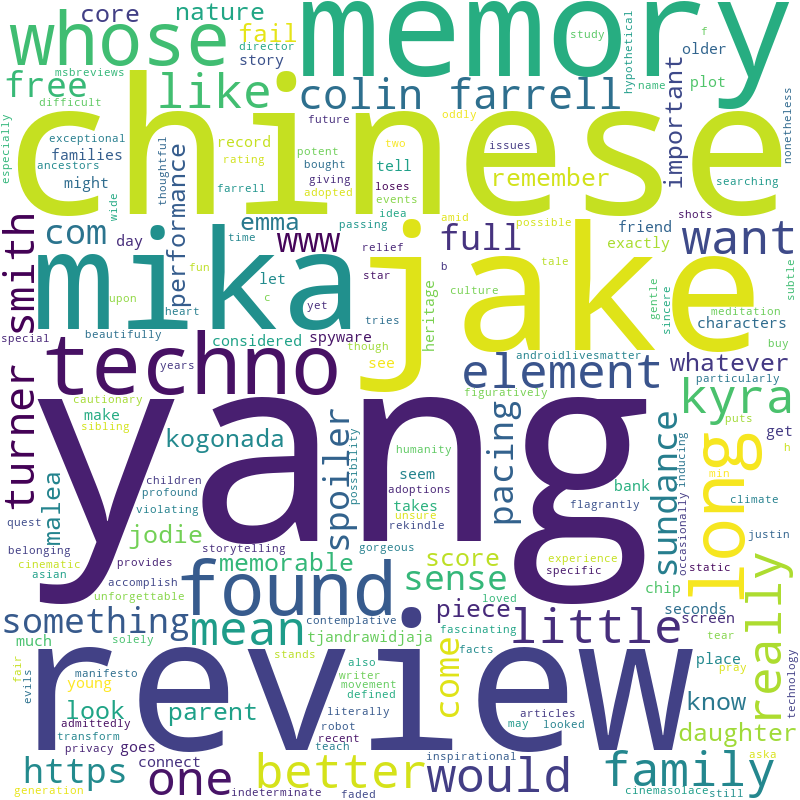 core
nature
whose
fail
director
story
memory
study
hypothetical
name
f
older
plot
nonetheless
msbreviews
free
difficult
like
colin farrell
important
especially
chinese
exceptional
families
ancestors
might
wide
thoughtful
performance
record
rating
farrell
future
potent
bought
giving
adopted
two
tell
loses
events
idea
oddly
amid
issues
remember
possible
searching
smith
com
day
emma
time
www
passing
relief
star
b
full
friend
exactly
shots
want
mika
jake
fun
let
tale
upon
heart
c
yet
tries
culture
heritage
gentle
sincere
meditation
subtle
special
beautifully
considered
spyware
though
see
characters
techno
years
androidlivesmatter
element
whatever
buy
particularly
figuratively
turner
cautionary
make
sibling
kyra
puts
yang
kogonada
spoiler
possibility
humanity
pacing
sundance
occasionally
inducing
long
get
h
malea
quest
children
profound
violating
seem
adoptions
takes
unsure
rekindle
bank
flagrantly
min
climate
jodie
belonging
cinematic
asian
storytelling
gorgeous
memorable
score
experience
specific
static
justin
provides
accomplish
unforgettable
found
sense
loved
chip
really
technology
something
mean
contemplative
tjandrawidjaja
piece
little
seconds
screen
much
solely
stands
fascinating
facts
tear
review
come
place
fair
evils
manifesto
young
also
writer
movement
defined
pray
look
parent
literally
know
admittedly
transform
privacy
goes
connect
robot
recent
teach
may
articles
looked
daughter
https
one
better
inspirational
would
family
aska
generation
indeterminate
faded
cinemasolace
still